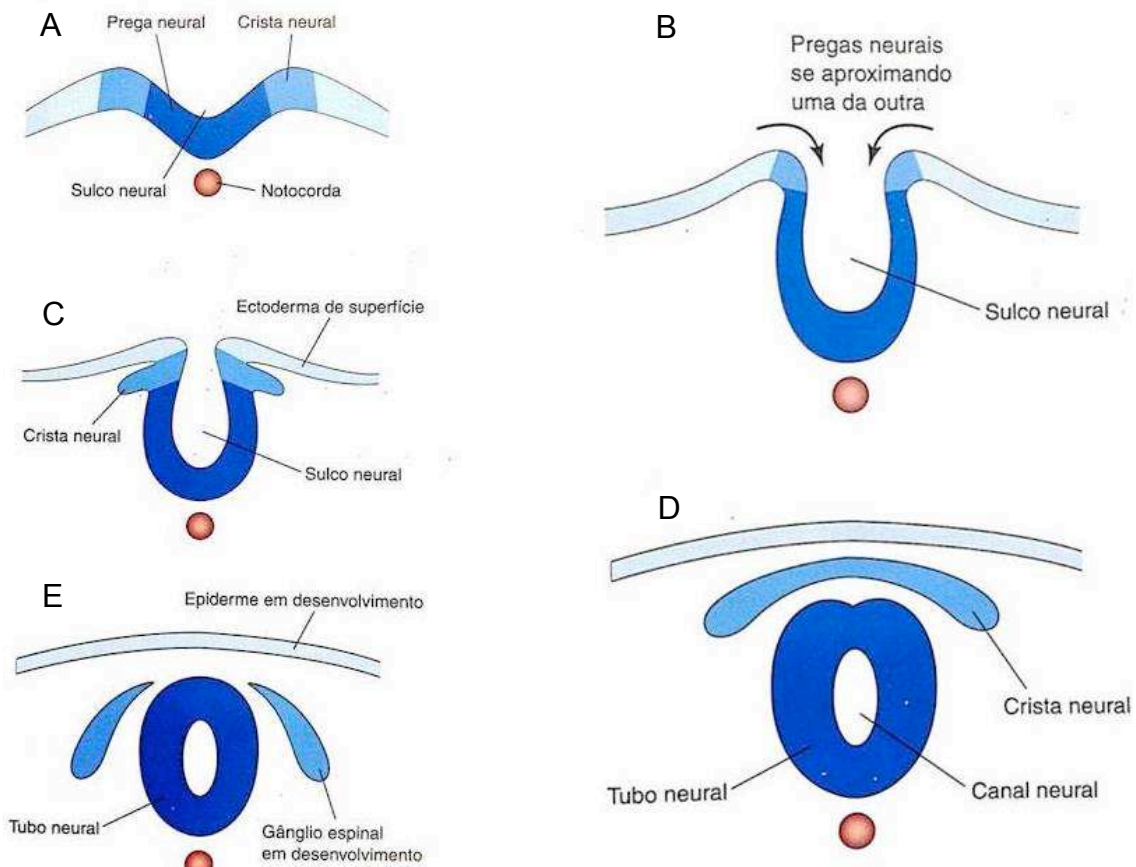 A
Prega neural
Crista neural
Sulco neural
Notocorda
B
Pregas neurais
se aproximando
uma da outra
Sulco neural
C
Ectoderma de superfície
Crista neural
Sulco neural
D
Crista neural
Tubo neural
Canal neural
E
Epiderme em desenvolvimento
Tubo neural
Gânglio espinal
em desenvolvimento